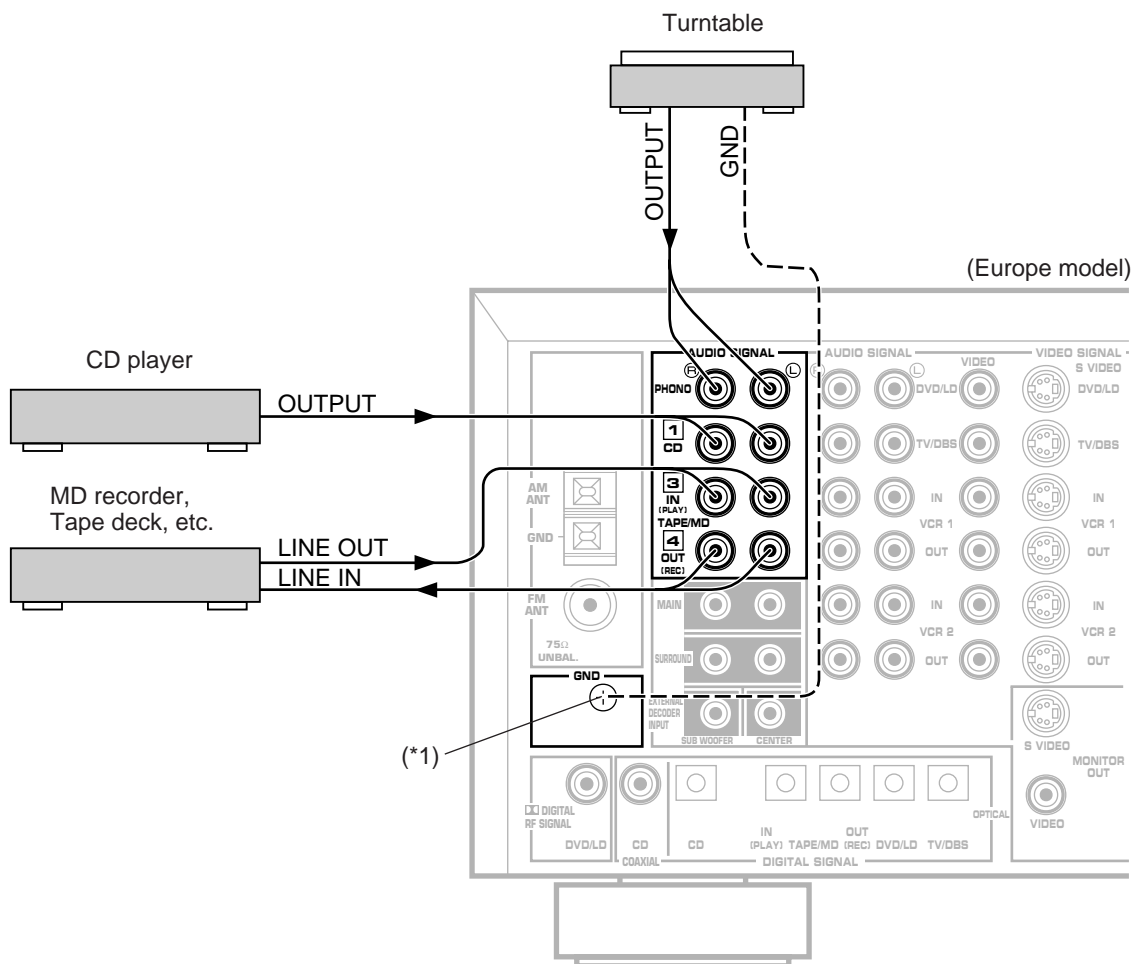 Turntable
OUTPUT
GND
(Europe model)
CD player
OUTPUT
MD recorder,
Tape deck, etc.
LINE OUT
LINE IN
(*1)
AUDIO SIGNAL
R
L
PHONO
1
CD
3
IN
(PLAY)
TAPE/MD
4
OUT
(REC)
AM
ANT
GND
FM
ANT
75Ω
UNBAL.
GND
MAIN
SURROUND
EXTERNAL
DECODER
INPUT
SUB WOOFER
CENTER
AUDIO SIGNAL
R
L
VIDEO
DVD/LD
TV/DBS
IN
VCR 1
OUT
IN
VCR 2
OUT
VIDEO SIGNAL
S VIDEO
DVD/LD
TV/DBS
IN
VCR 1
OUT
IN
VCR 2
OUT
S VIDEO
MONITOR
OUT
VIDEO
DIGITAL
RF SIGNAL
DVD/LD
CD
COAXIAL
CD
IN
(PLAY)
TAPE/MD
OUT
(REC)
DVD/LD
TV/DBS
OPTICAL
DIGITAL SIGNAL